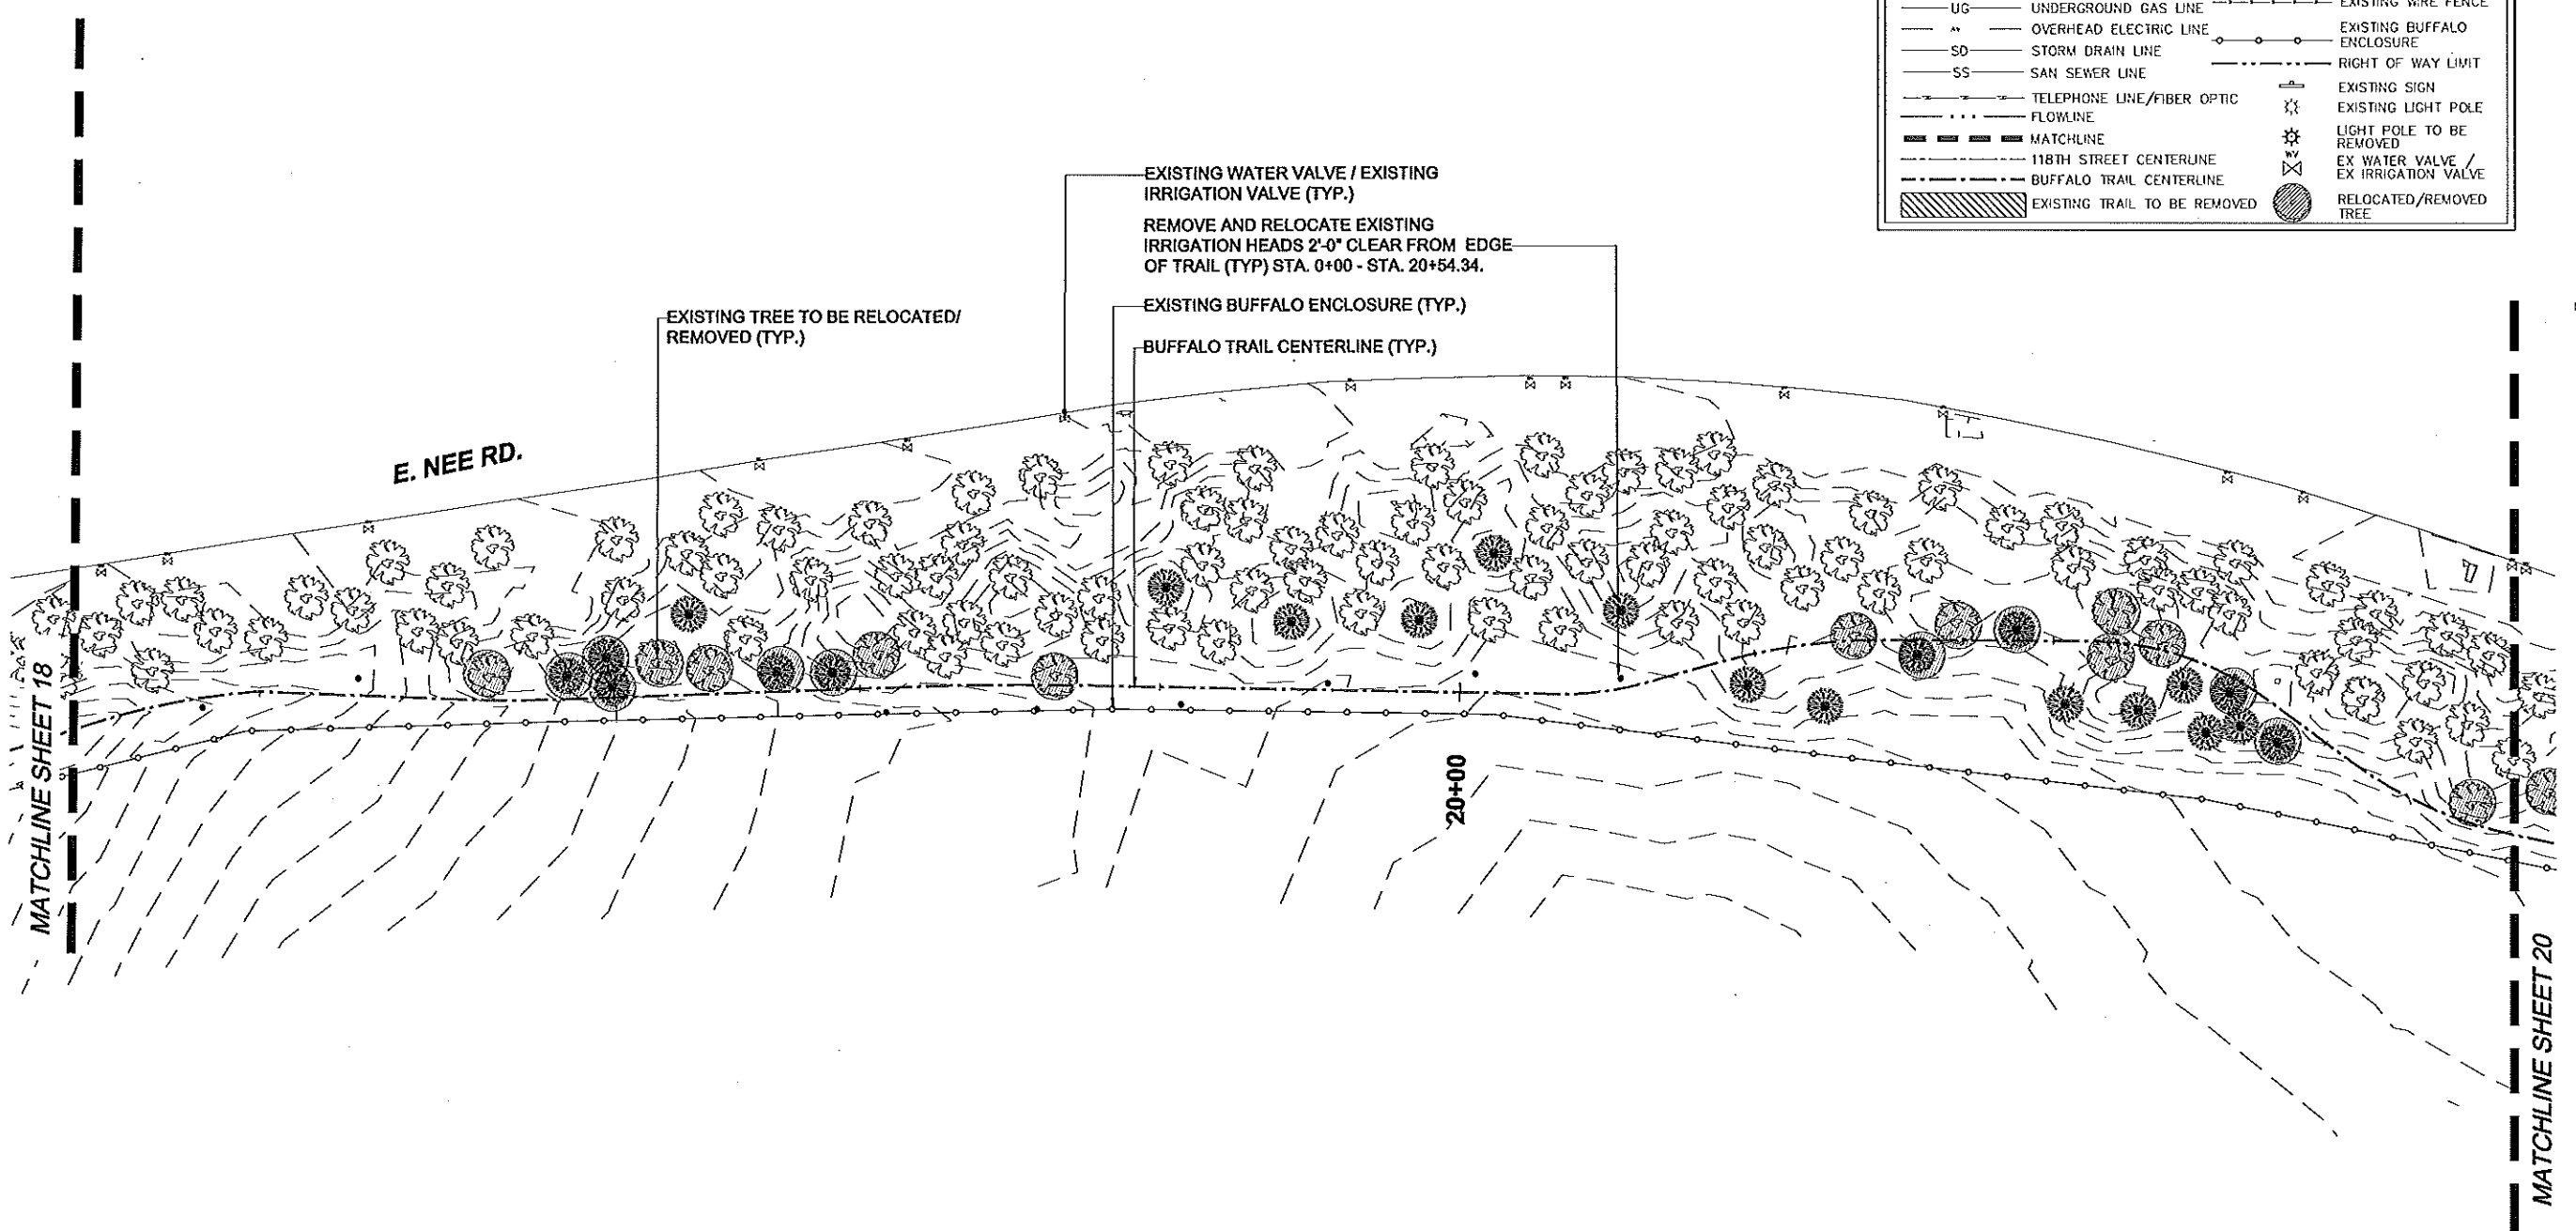 UG UNDERGROUND GAS LINE
OVERHEAD ELECTRIC LINE
SD STORM DRAIN LINE
SS SAN SEWER LINE
TELEPHONE LINE/FIBER OPTIC
FLOWLINE
MATCHLINE
118TH STREET CENTERLINE
BUFFALO TRAIL CENTERLINE
EXISTING TRAIL TO BE REMOVED
EXISTING WIRE FENCE
EXISTING BUFFALO
ENCLOSURE
RIGHT OF WAY LIMIT
EXISTING SIGN
EXISTING LIGHT POLE
LIGHT POLE TO BE
REMOVED
WV
EX WATER VALVE /
EX IRRIGATION VALVE
RELOCATED/REMOVED
TREE
EXISTING WATER VALVE / EXISTING
IRRIGATION VALVE (TYP.)
REMOVE AND RELOCATE EXISTING
IRRIGATION HEADS 2'-0" CLEAR FROM EDGE
OF TRAIL (TYP) STA. 0+00 - STA. 20+54.34.
EXISTING BUFFALO ENCLOSURE (TYP.)
BUFFALO TRAIL CENTERLINE (TYP.)
EXISTING TREE TO BE RELOCATED/
REMOVED (TYP.)
E. NEE RD.
20+00
MATCHLINE SHEET 18
MATCHLINE SHEET 20